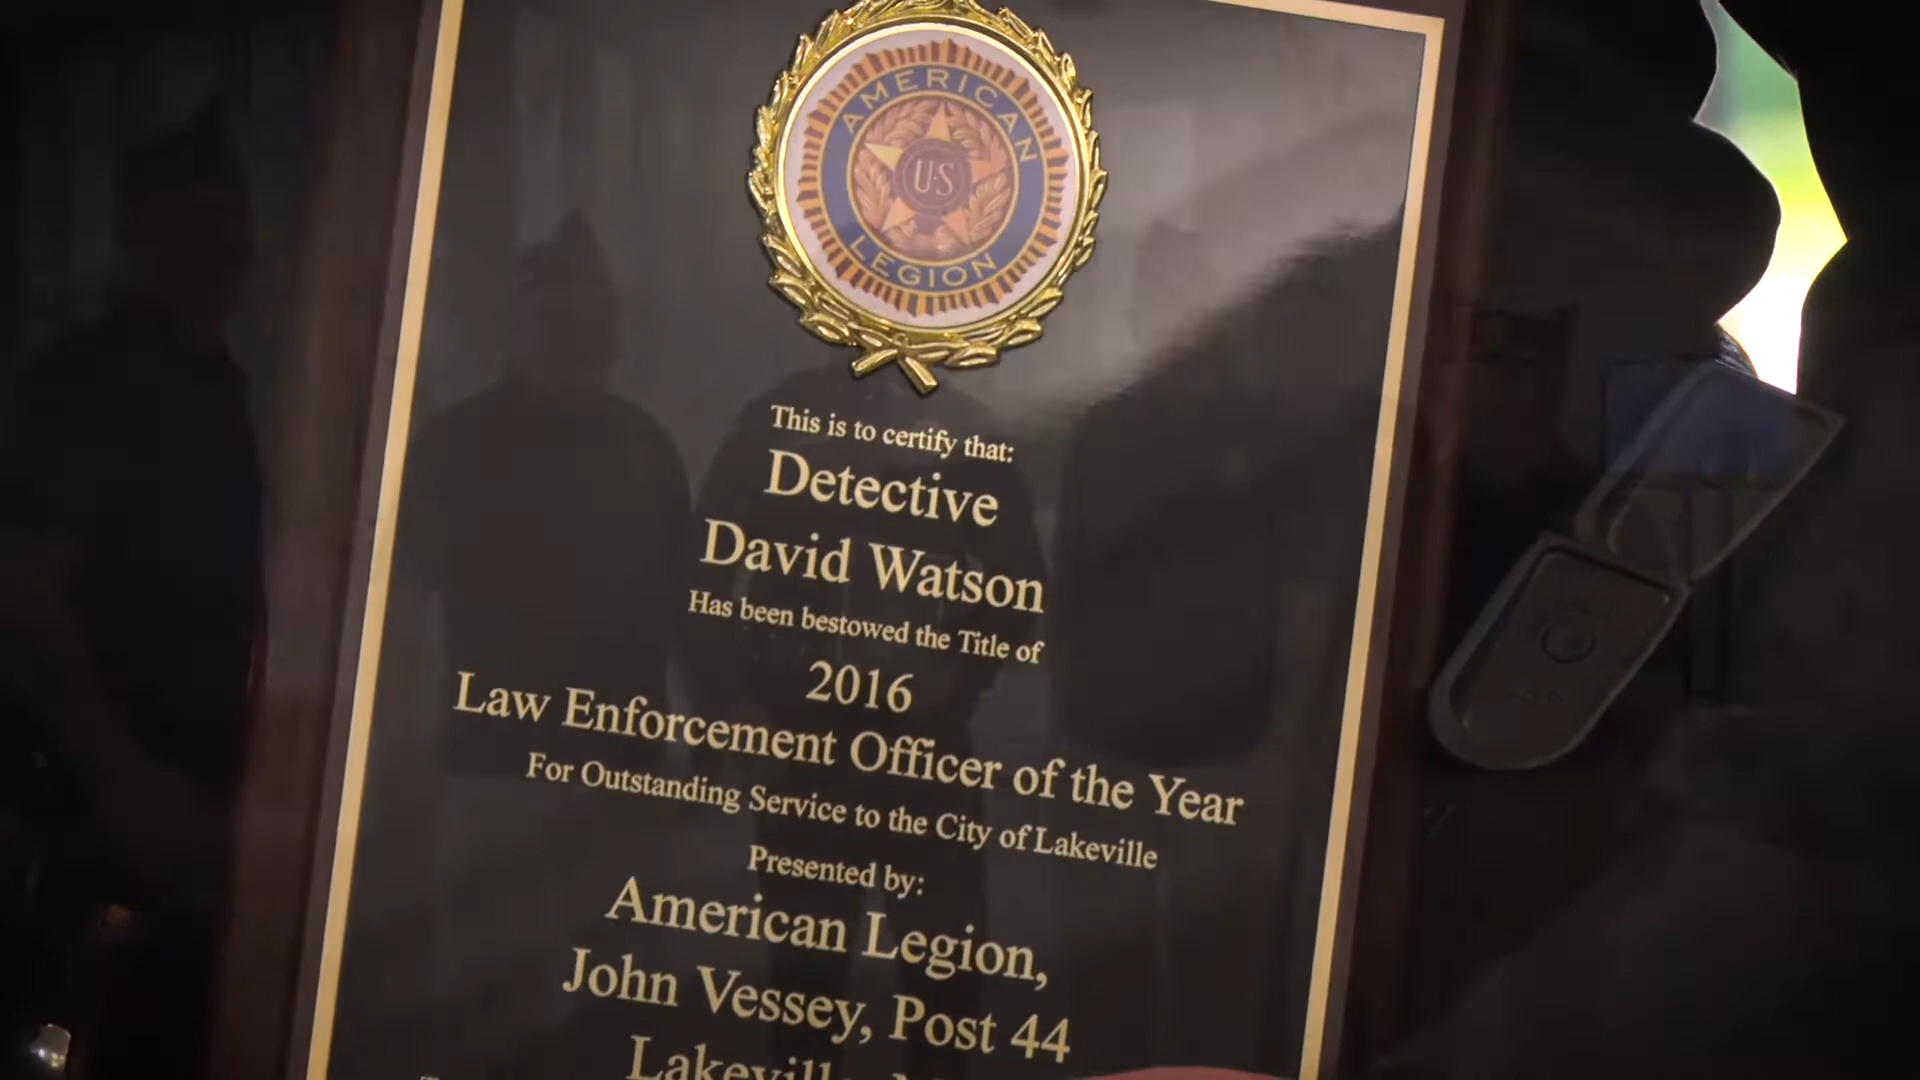 AMERICAN
U.S
LEGION
This is to certify that:
Detective
David Watson
Has been bestowed the Title of
2016
Law Enforcement Officer of the Year
For Outstanding Service to the City of Lakeville
Presented by:
American Legion,
John Vessey, Post 44